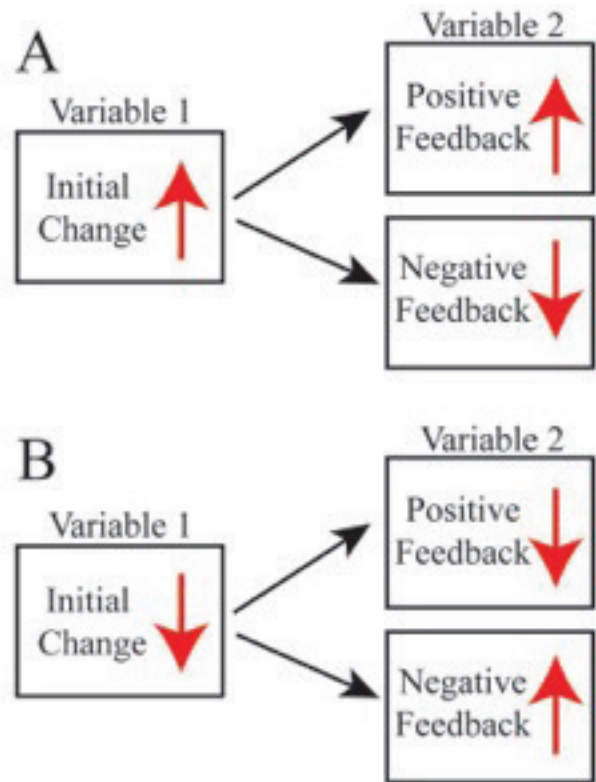 A
Variable 1
Initial
Change
Variable 2
Positive
Feedback
Negative
Feedback
B
Variable 1
Initial
Change
Variable 2
Positive
Feedback
Negative
Feedback